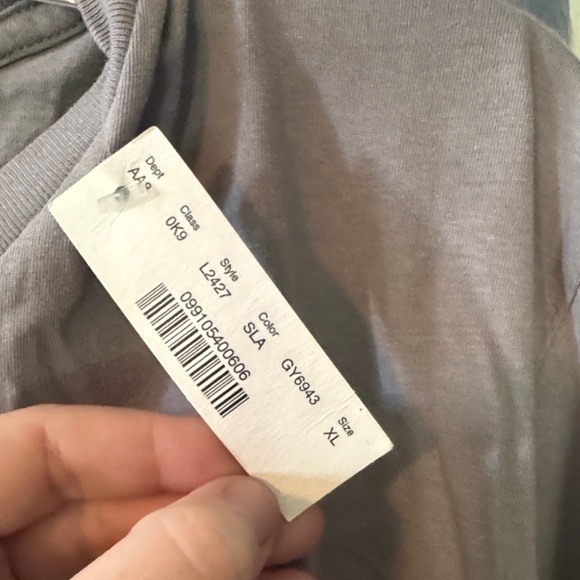 Dept Class Style Color Size
0K9 L2427 SLA GY6943 XL
099105400606